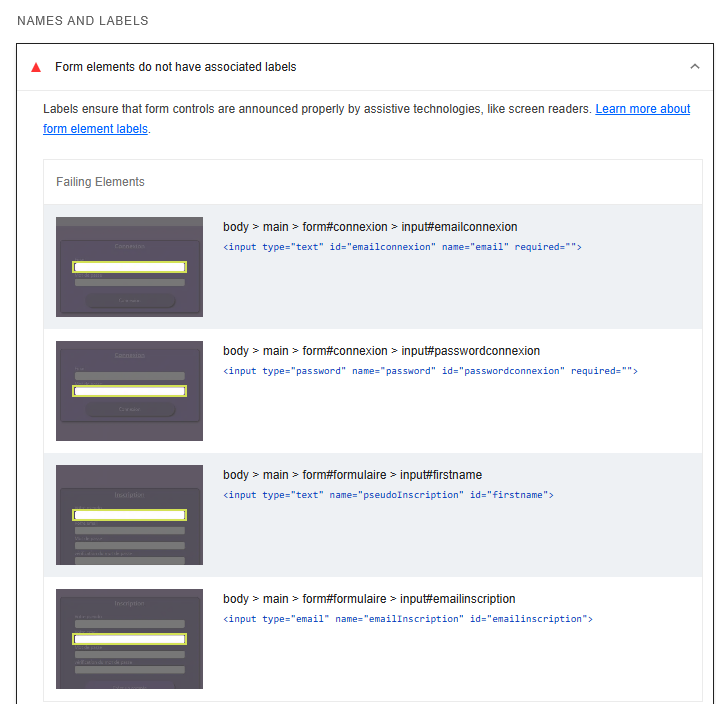 NAMES AND LABELS
Form elements do not have associated labels
Labels ensure that form controls are announced properly by assistive technologies, like screen readers. Learn more about
form element labels.
Failing Elements
body > main > form#connexion > input#emailconnexion
<input type="text" id="emailconnexion" name="email" required="">
Connexion
body > main > form#connexion > input#passwordconnexion
<input type="password" name="password" id="passwordconnexion" required="">
Connexion
body > main > form#formulaire > input#firstname
<input type="text" name="pseudoInscription" id="firstname">
Inscription
body > main > form#formulaire > input#emailinscription
<input type="email" name="emailInscription" id="emailinscription">
Inscription